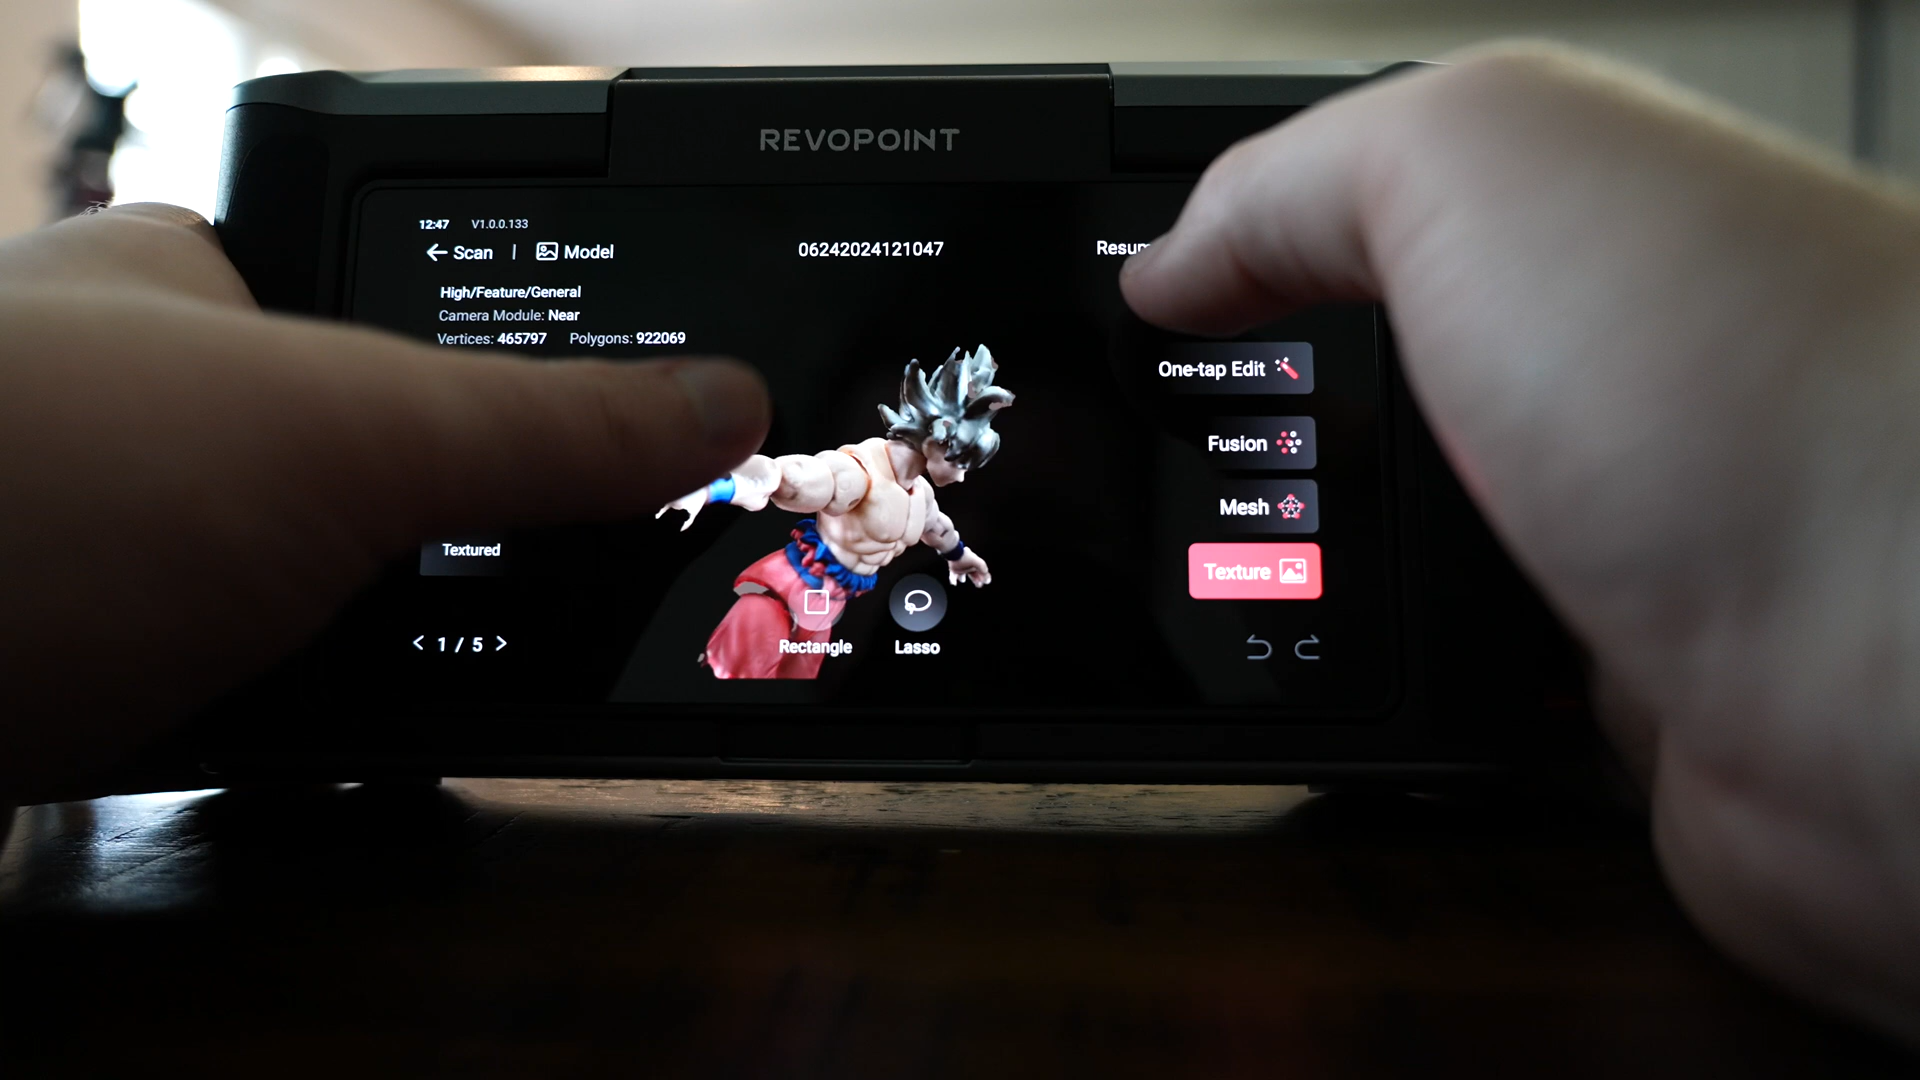 REVOPOINT
12:47 V1.0.0.133
Scan | Model
06242024121047
Resum
High/Feature/General
Camera Module: Near
Vertices: 465797 Polygons: 922069
One-tap Edit
Fusion
Mesh
Textured
Texture
1 / 5
Rectangle
Lasso